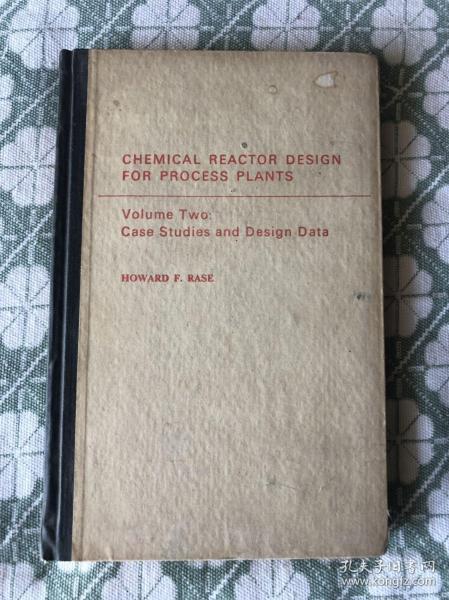 CHEMICAL REACTOR DESIGN
FOR PROCESS PLANTS
Volume Two:
Case Studies and Design Data
HOWARD F. RASE
孔夫子旧书网
www.kongfz.com